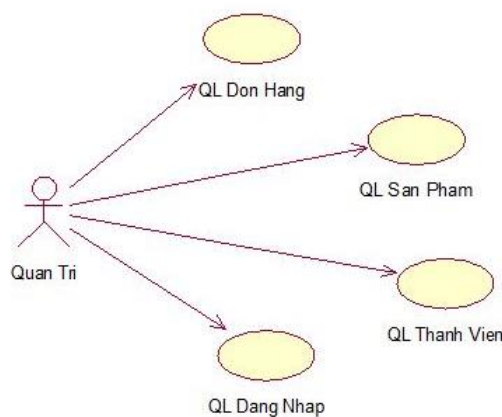 QL Don Hang
QL San Pham
Quan Tri
QL Thanh Vien
QL Dang Nhap